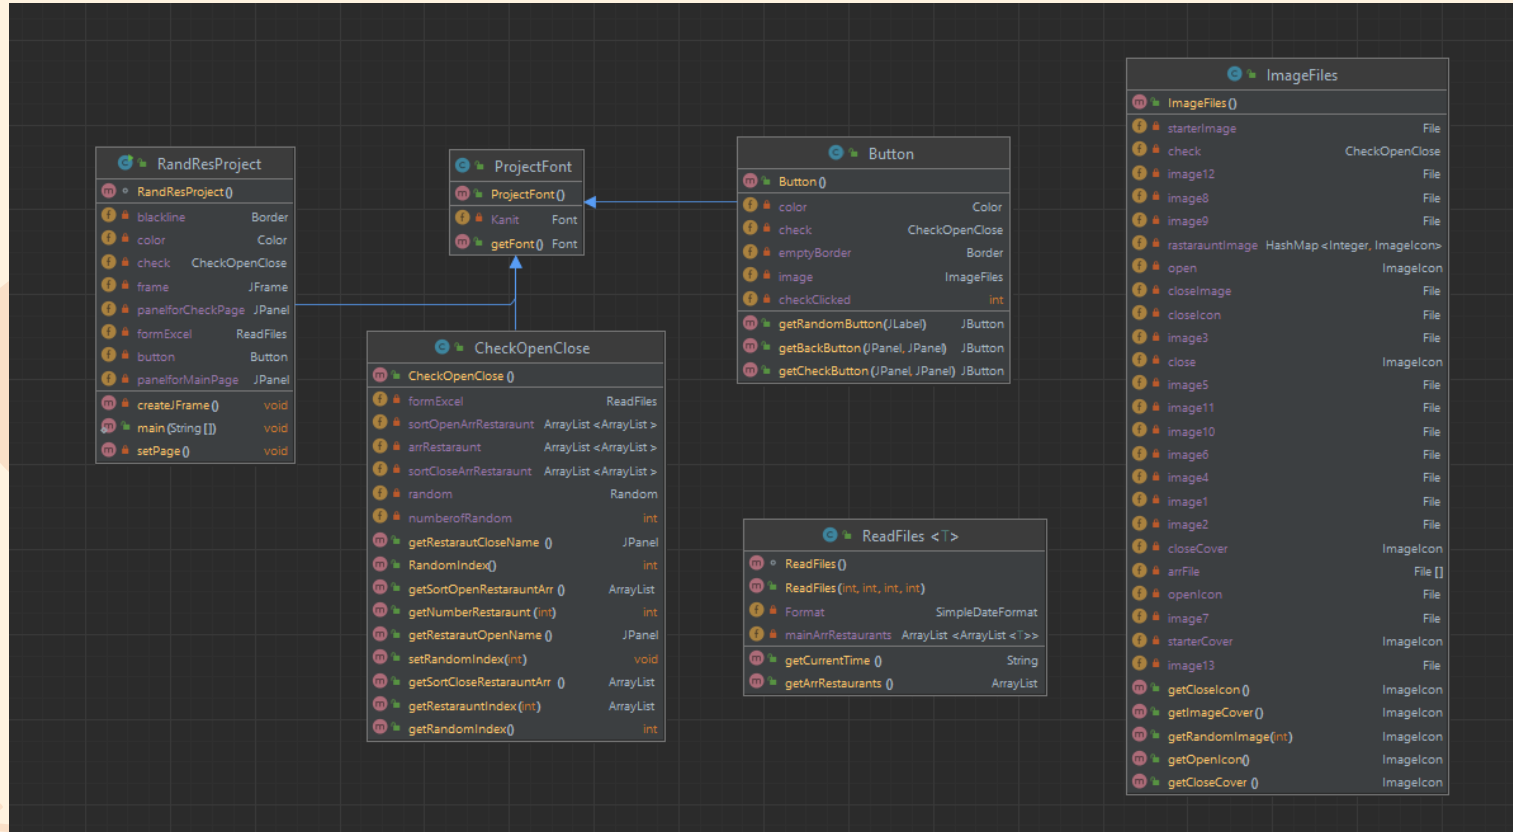 RandResProject
RandResProject()
blackline Border
color Color
check CheckOpenClose
frame JFrame
panelforCheckPage JPanel
formExcel ReadFiles
button Button
panelforMainPage JPanel
createJFrame() void
main(String[]) void
setPage() void
ProjectFont
ProjectFont()
Kanit Font
getFont() Font
CheckOpenClose
CheckOpenClose()
formExcel ReadFiles
sortOpenArrRestaraunt ArrayList<ArrayList>
arrRestaraunt ArrayList<ArrayList>
sortCloseArrRestaraunt ArrayList<ArrayList>
random Random
numberofRandom int
getRestarautCloseName() JPanel
RandomIndex() int
getSortOpenRestarauntArr() ArrayList
getNumberRestaraunt(int) int
getRestarautOpenName() JPanel
setRandomIndex(int) void
getSortCloseRestarauntArr() ArrayList
getRestarauntIndex(int) ArrayList
getRandomIndex() int
Button
Button()
color Color
check CheckOpenClose
emptyBorder Border
image ImageFiles
checkClicked int
getRandomButton(JLabel) JButton
getBackButton(JPanel, JPanel) JButton
getCheckButton(JPanel, JPanel) JButton
ReadFiles<T>
ReadFiles()
ReadFiles(int, int, int, int)
Format SimpleDateFormat
mainArrRestaurants ArrayList<ArrayList<T>>
getCurrentTime() String
getArrRestaurants() ArrayList
ImageFiles
ImageFiles()
starterImage File
check CheckOpenClose
image12 File
image8 File
image9 File
rastarauntImage HashMap<Integer, ImageIcon>
open ImageIcon
closeImage File
closeIcon File
image3 File
close ImageIcon
image5 File
image11 File
image10 File
image6 File
image4 File
image1 File
image2 File
closeCover ImageIcon
arrFile File[]
openIcon File
image7 File
starterCover ImageIcon
image13 File
getCloseIcon() ImageIcon
getImageCover() ImageIcon
getRandomImage(int) ImageIcon
getOpenIcon() ImageIcon
getCloseCover() ImageIcon